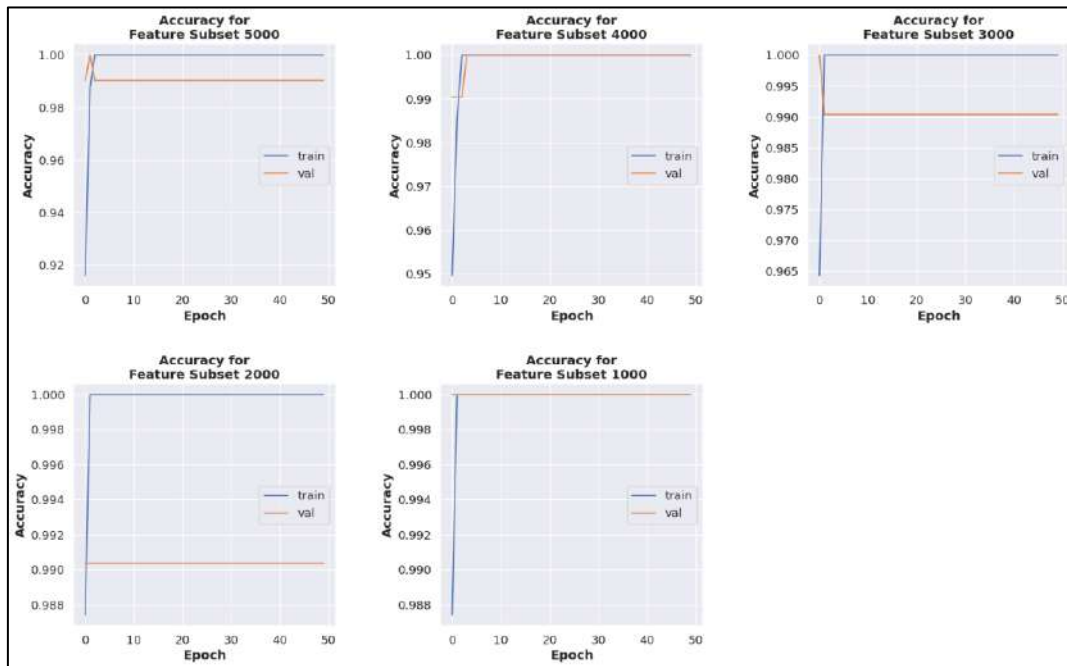 Accuracy for
Feature Subset 5000
1.00
0.98
0.96
0.94
0.92
Accuracy
train
val
0 10 20 30 40 50
Epoch
Accuracy for
Feature Subset 4000
1.00
0.99
0.98
0.97
0.96
0.95
Accuracy
train
val
0 10 20 30 40 50
Epoch
Accuracy for
Feature Subset 3000
1.000
0.995
0.990
0.985
0.980
0.975
0.970
0.965
Accuracy
train
val
0 10 20 30 40 50
Epoch
Accuracy for
Feature Subset 2000
1.000
0.998
0.996
0.994
0.992
0.990
0.988
Accuracy
train
val
0 10 20 30 40 50
Epoch
Accuracy for
Feature Subset 1000
1.000
0.998
0.996
0.994
0.992
0.990
0.988
Accuracy
train
val
0 10 20 30 40 50
Epoch